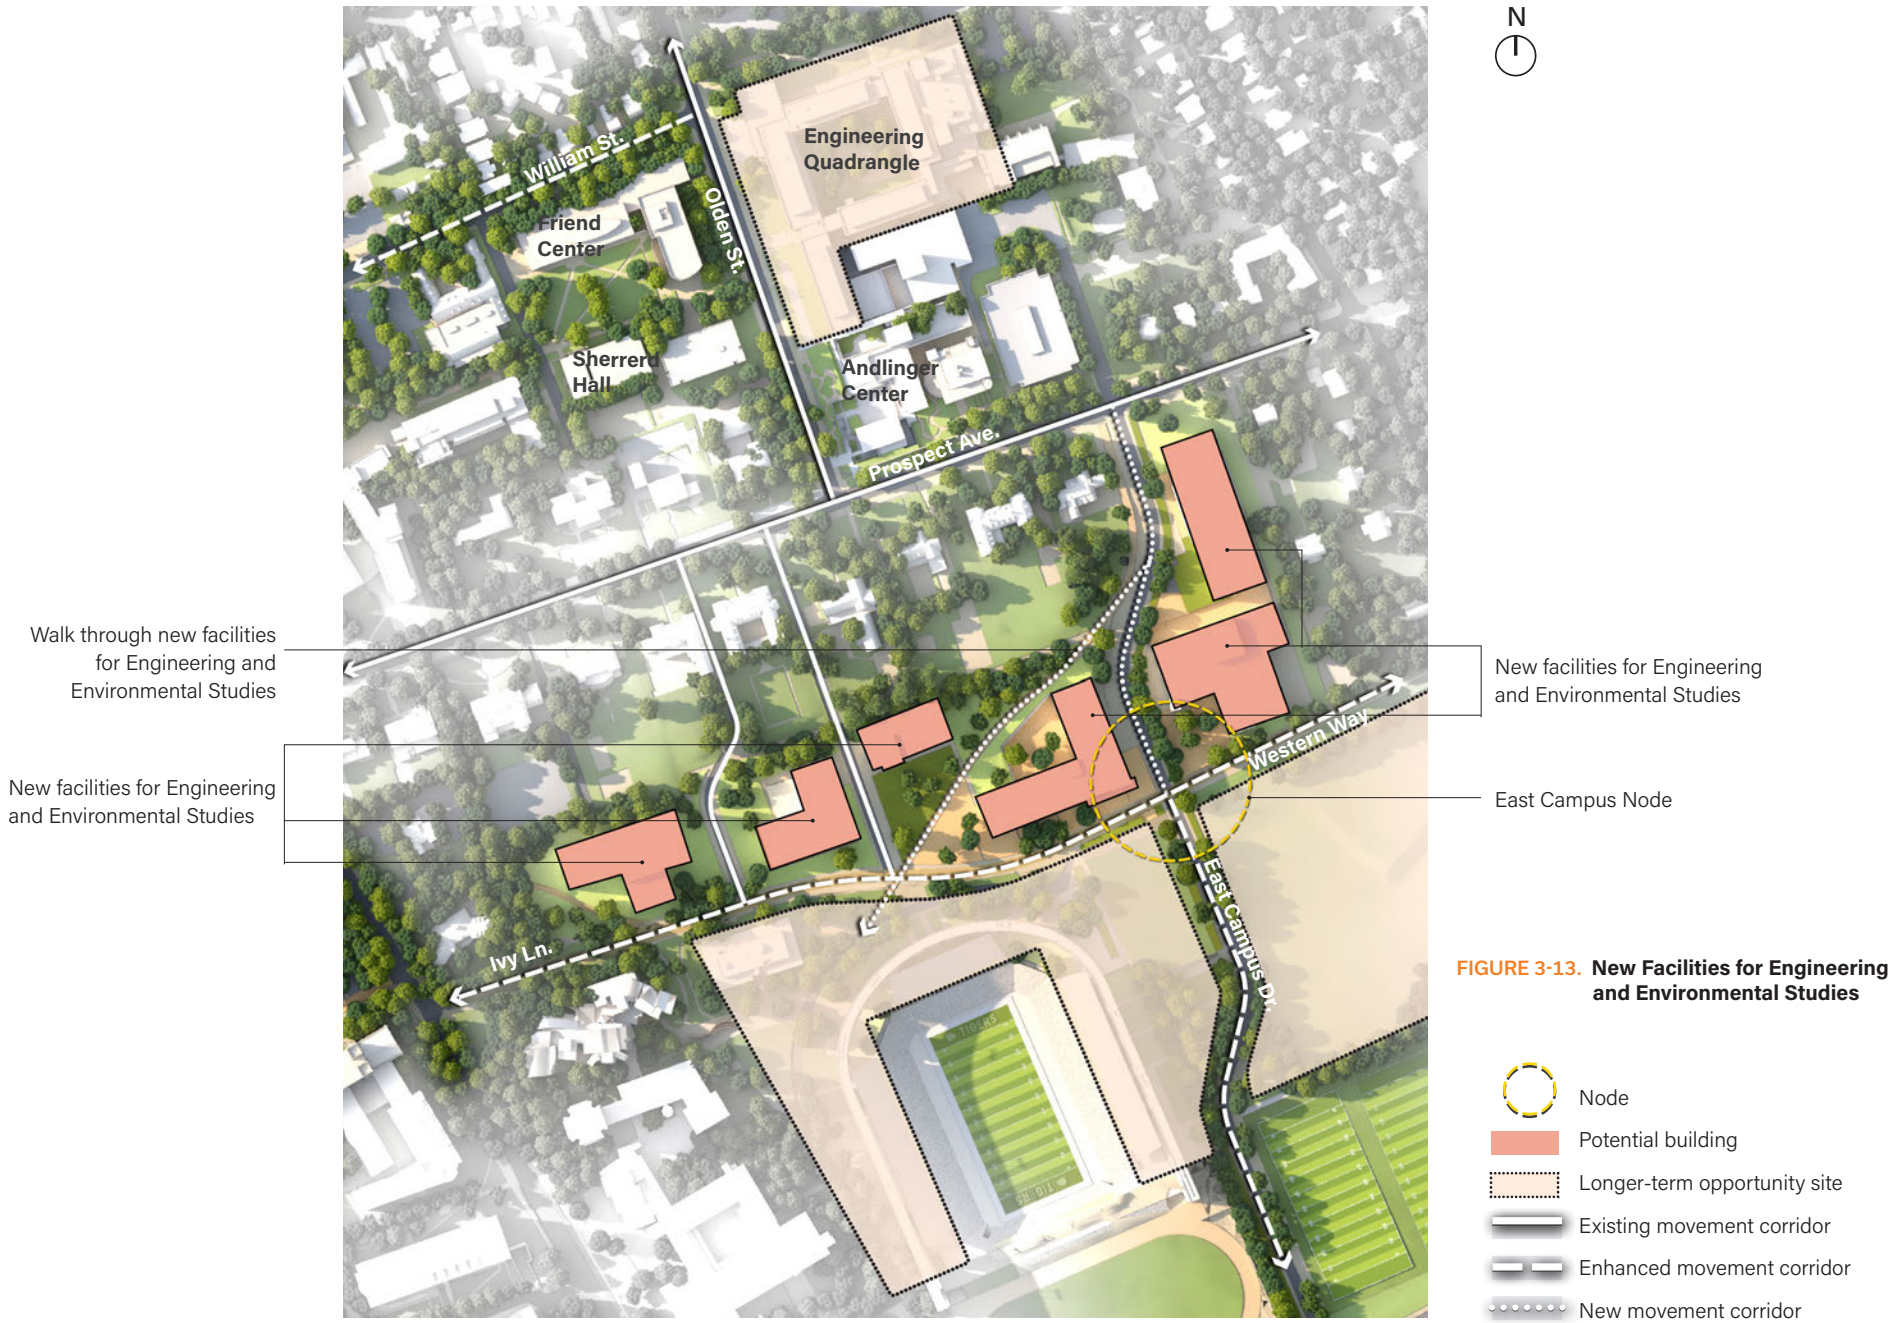 N
Engineering
Quadrangle
William St.
Olden St.
Friend
Center
Sherrerd
Hall
Andlinger
Center
Prospect Ave.
Walk through new facilities
for Engineering and
Environmental Studies
New facilities for Engineering
and Environmental Studies
New facilities for Engineering
and Environmental Studies
Western Way
East Campus Node
East Campus Dr.
Ivy Ln.
TIGERS
TIGERS
FIGURE 3-13. New Facilities for Engineering
and Environmental Studies
Node
Potential building
Longer-term opportunity site
Existing movement corridor
Enhanced movement corridor
New movement corridor